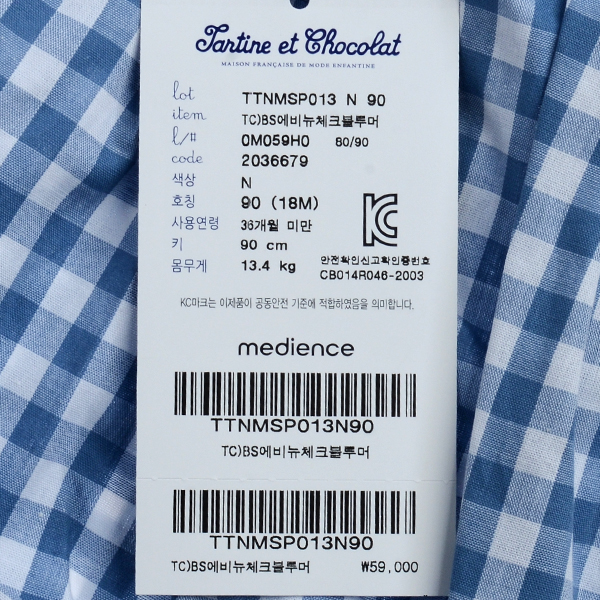 Tartine et Chocolat
MAISON FRANÇAISE DE MODE ENFANTINE
lot TTNMSP013 N 90
item TC)BS에비뉴체크블루머
l/# 0M059H0 80/90
code 2036679
색상 N
호칭 90 (18M)
사용연령 36개월 미만
키 90 cm
몸무게 13.4 kg
안전확인신고확인증번호
CB014R046-2003
KC마크는 이제품이 공동안전 기준에 적합하였음을 의미합니다.
medience
TTNMSP013N90
TC)BS에비뉴체크블루머
TTNMSP013N90
TC)BS에비뉴체크블루머 ₩59,000